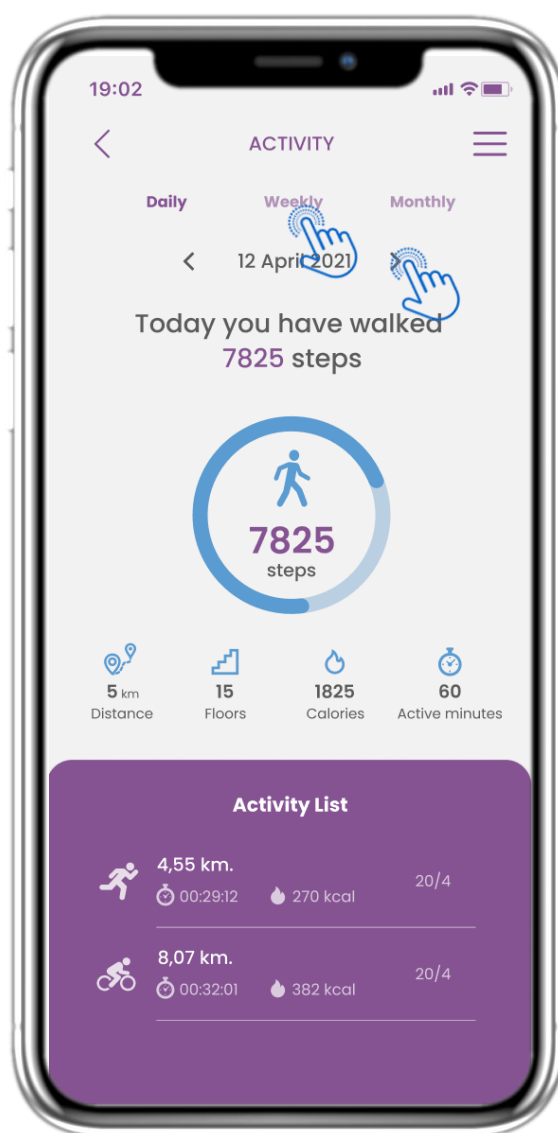 19:02
ACTIVITY
Daily Weekly Monthly
12 April 2021
Today you have walked
7825 steps
7825
steps
5 km 15 1825 60
Distance Floors Calories Active minutes
Activity List
4,55 km.
00:29:12 270 kcal 20/4
8,07 km.
00:32:01 382 kcal 20/4